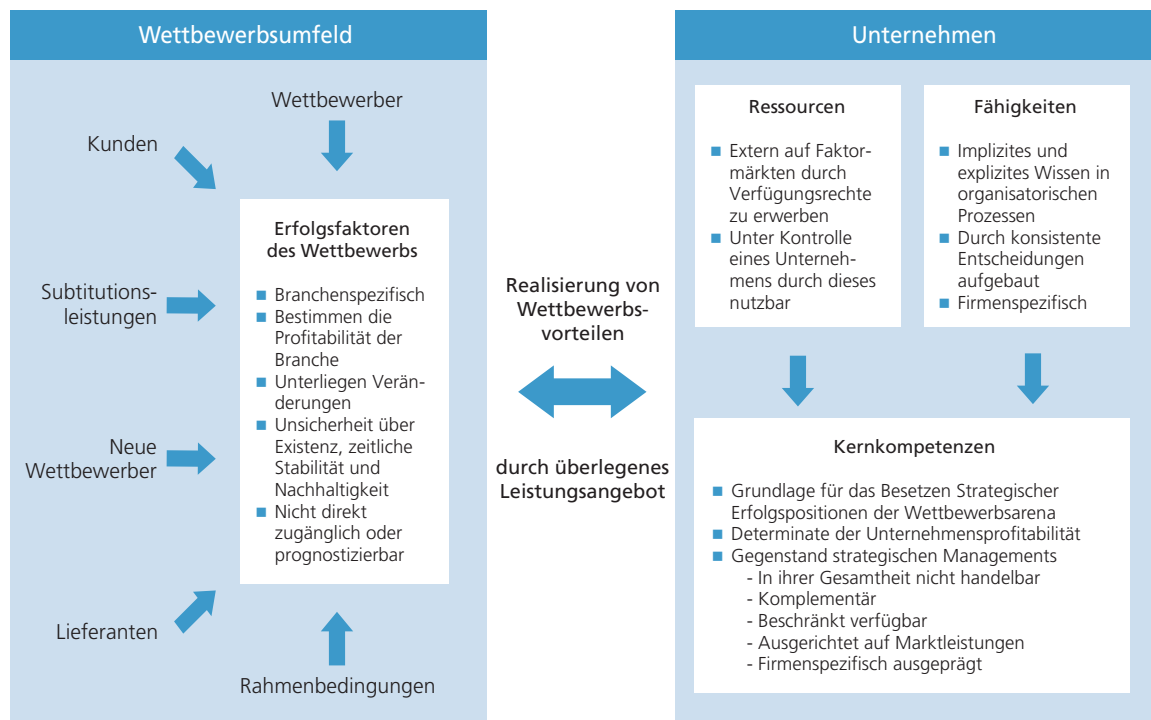 Wettbewerbsumfeld
Wettbewerber
Kunden
Subtitutions-
leistungen
Neue
Wettbewerber
Lieferanten
Rahmenbedingungen
Erfolgsfaktoren
des Wettbewerbs
Branchenspezifisch
Bestimmen die
Profitabilität der
Branche
Unterliegen Verän-
derungen
Unsicherheit über
Existenz, zeitliche
Stabilität und
Nachhaltigkeit
Nicht direkt
zugänglich oder
prognostizierbar
Realisierung von
Wettbewerbs-
vorteilen
durch überlegenes
Leistungsangebot
Unternehmen
Ressourcen
Extern auf Faktor-
märkten durch
Verfügungsrechte
zu erwerben
Unter Kontrolle
eines Unterneh-
mens durch dieses
nutzbar
Fähigkeiten
Implizites und
explizites Wissen in
organisatorischen
Prozessen
Durch konsistente
Entscheidungen
aufgebaut
Firmenspezifisch
Kernkompetenzen
Grundlage für das Besetzen Strategischer
Erfolgspositionen der Wettbewerbsarena
Determinate der Unternehmensprofitabilität
Gegenstand strategischen Managements
- In ihrer Gesamtheit nicht handelbar
- Komplementär
- Beschränkt verfügbar
- Ausgerichtet auf Marktleistungen
- Firmenspezifisch ausgeprägt